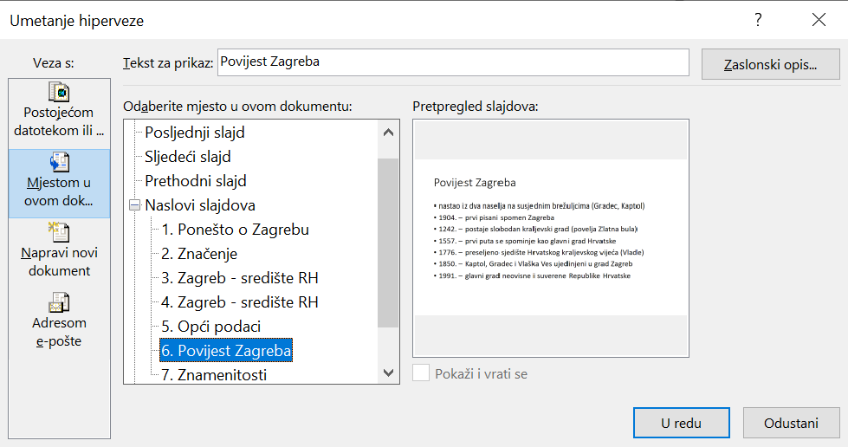 Umetanje hiperveze
?
Veza s:
Tekst za prikaz: Povijest Zagreba
Zaslonski opis...
Postojećom
datotekom ili ...
Mjestom u
ovom dok...
Napravi novi
dokument
Adresom
e-pošte
Odaberite mjesto u ovom dokumentu:
Posljednji slajd
Sljedeći slajd
Prethodni slajd
Naslovi slajdova
1. Ponešto o Zagrebu
2. Značenje
3. Zagreb - središte RH
4. Zagreb - središte RH
5. Opći podaci
6. Povijest Zagreba
7. Znamenitosti
Pretpregled slajdova:
Povijest Zagreba
• nastao iz dva naselja na susjednim brežuljcima (Gradec, Kaptol)
• 1904. – prvi pisani spomen Zagreba
• 1242. – postaje slobodan kraljevski grad (povelja Zlatna bula)
• 1557. – prvi puta se spominje kao glavni grad Hrvatske
• 1776. – preseljeno sjedište Hrvatskog kraljevskog vijeća (Vlade)
• 1850. – Kaptol, Gradec i Vlaška Ves ujedinjeni u grad Zagreb
• 1991. – glavni grad neovisne i suverene Republike Hrvatske
Pokaži i vrati se
U redu
Odustani